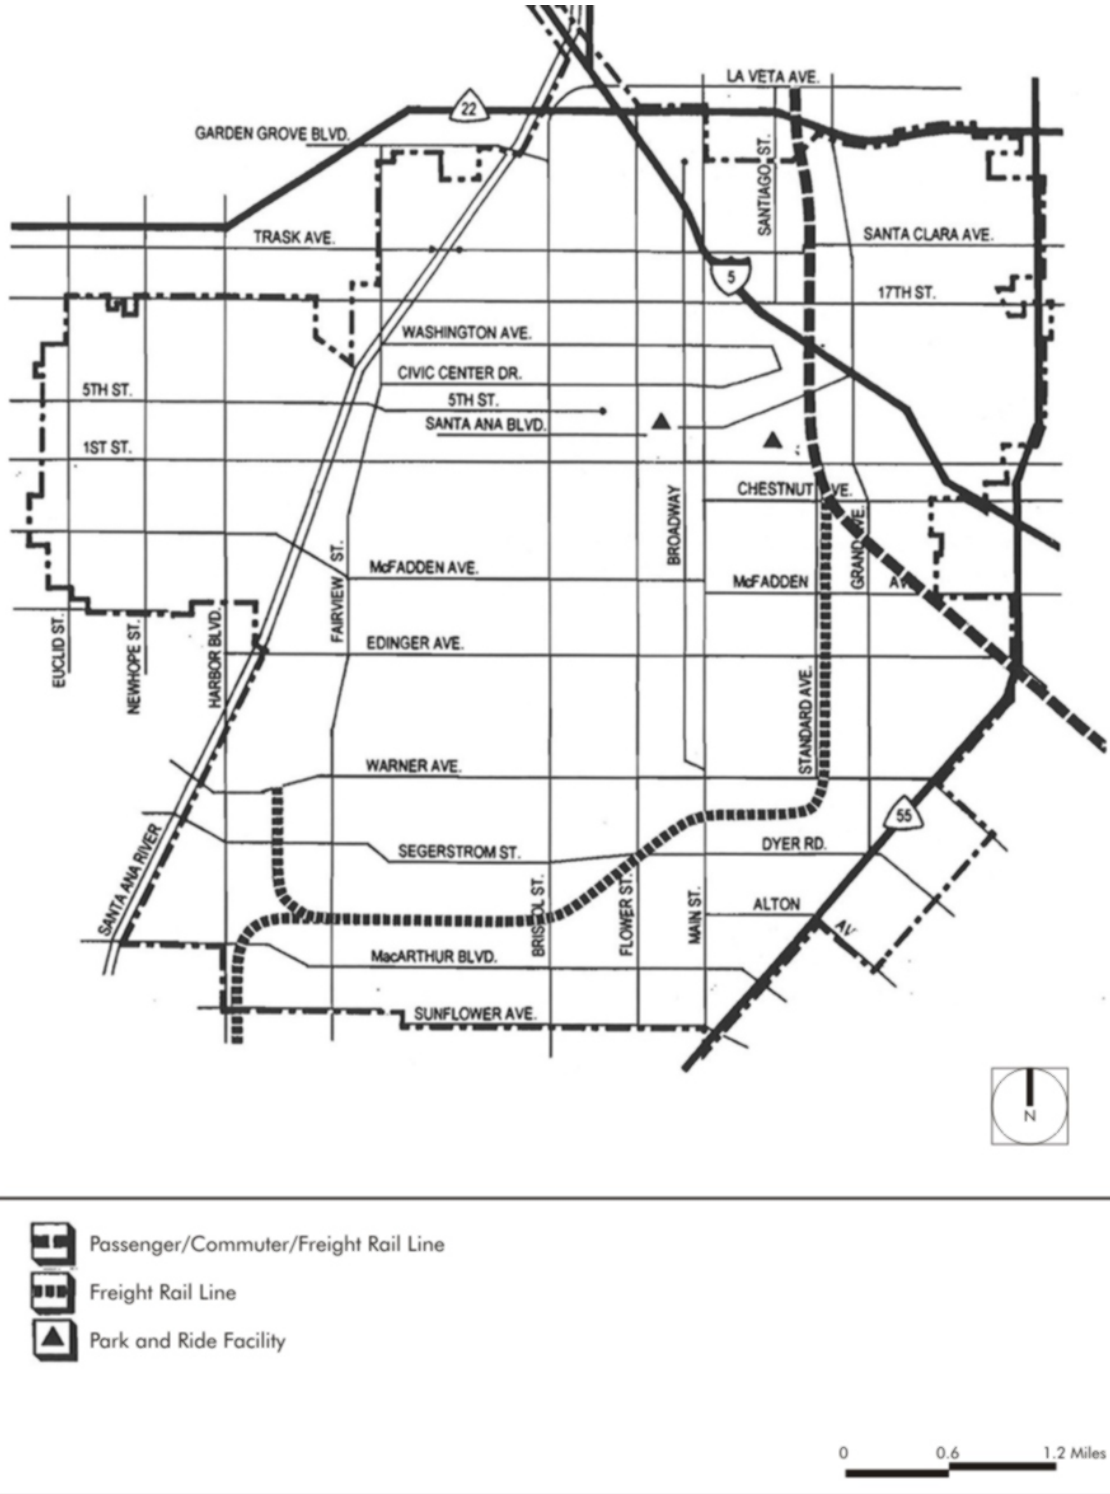 LA VETA AVE.
22
GARDEN GROVE BLVD.
SANTIAGO ST.
TRASK AVE.
SANTA CLARA AVE.
5
17TH ST.
WASHINGTON AVE.
CIVIC CENTER DR.
5TH ST.
5TH ST.
SANTA ANA BLVD.
1ST ST.
CHESTNUT VE.
BROADWAY
GRAND AVE.
FAIRVIEW ST.
McFADDEN AVE.
McFADDEN AV
EUCLID ST.
NEWHOPE ST.
HARBOR BLVD.
EDINGER AVE.
STANDARD AVE.
WARNER AVE.
55
SANTA ANA RIVER
SEGERSTROM ST.
DYER RD.
BRISTOL ST.
FLOWER ST.
MAIN ST.
ALTON AV
MacARTHUR BLVD.
SUNFLOWER AVE.
N
Passenger/Commuter/Freight Rail Line
Freight Rail Line
Park and Ride Facility
0 0.6 1.2 Miles